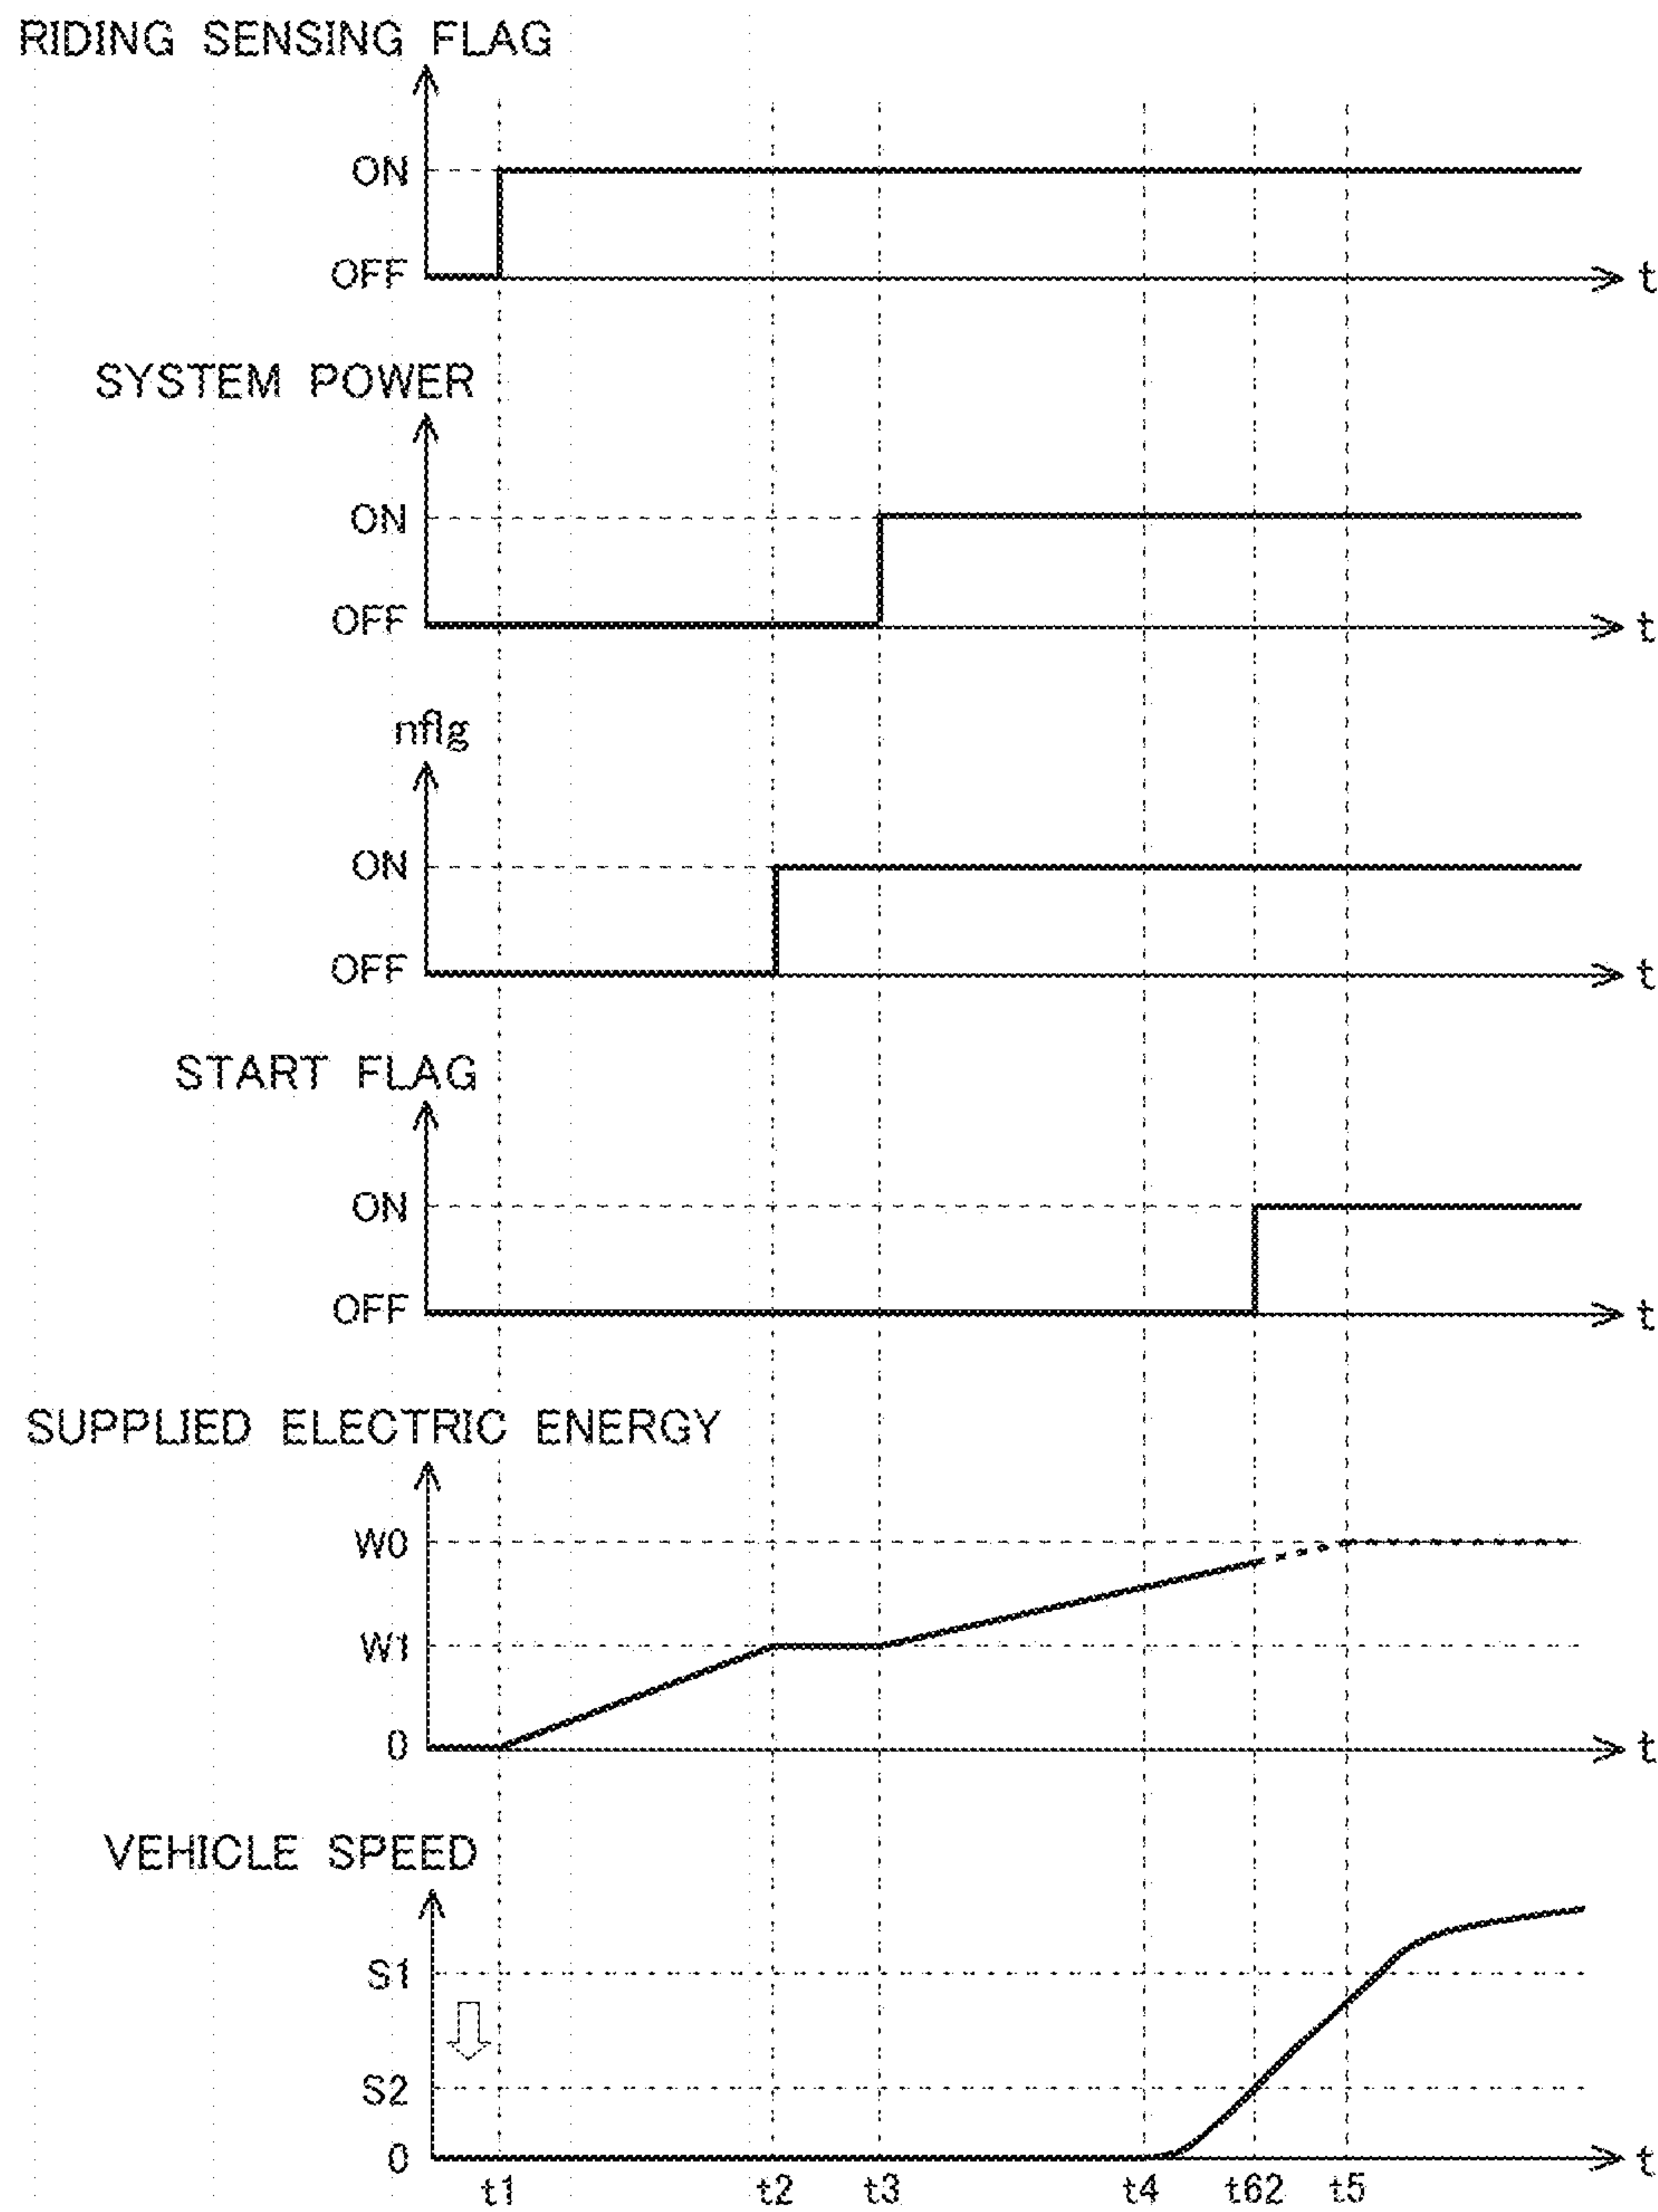 RIDING SENSING FLAG
ON
OFF
t
SYSTEM POWER
ON
OFF
t
nflg
ON
OFF
t
START FLAG
ON
OFF
t
SUPPLIED ELECTRIC ENERGY
W0
W1
0
t
VEHICLE SPEED
S1
S2
0
t
t1 t2 t3 t4 t62 t5